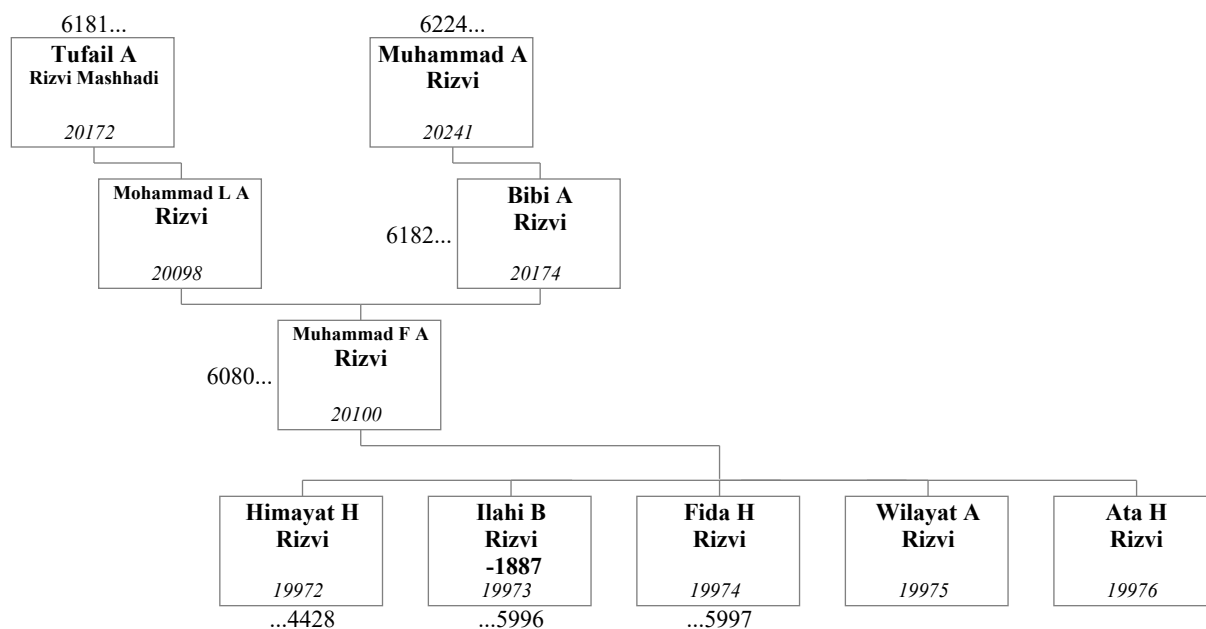 6181...
Tufail A
Rizvi Mashhadi
20172
6224...
Muhammad A
Rizvi
20241
Mohammad L A
Rizvi
20098
6182...
Bibi A
Rizvi
20174
6080...
Muhammad F A
Rizvi
20100
Himayat H
Rizvi
19972
...4428
Ilahi B
Rizvi
-1887
19973
...5996
Fida H
Rizvi
19974
...5997
Wilayat A
Rizvi
19975
Ata H
Rizvi
19976